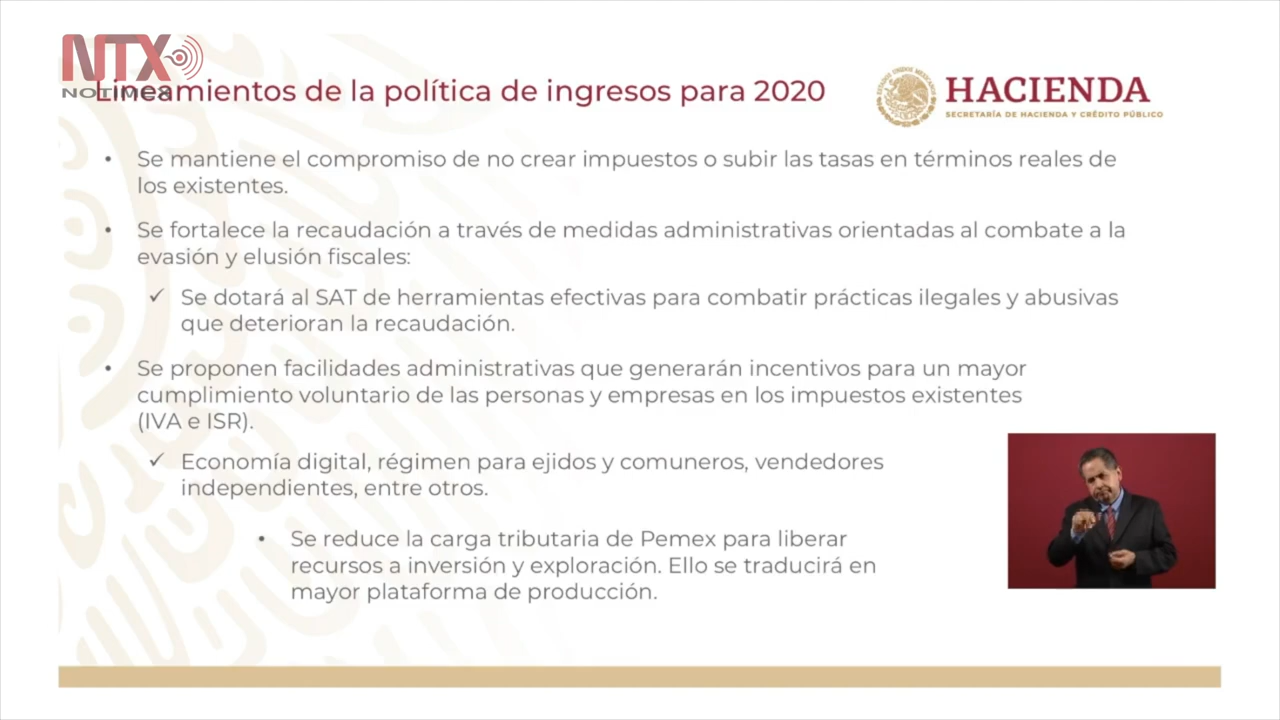 NTX
NOTIMEX
Lineamientos de la política de ingresos para 2020
HACIENDA
SECRETARÍA DE HACIENDA Y CRÉDITO PÚBLICO
• Se mantiene el compromiso de no crear impuestos o subir las tasas en términos reales de
los existentes.
• Se fortalece la recaudación a través de medidas administrativas orientadas al combate a la
evasión y elusión fiscales:
✓ Se dotará al SAT de herramientas efectivas para combatir prácticas ilegales y abusivas
que deterioran la recaudación.
• Se proponen facilidades administrativas que generarán incentivos para un mayor
cumplimiento voluntario de las personas y empresas en los impuestos existentes
(IVA e ISR).
✓ Economía digital, régimen para ejidos y comuneros, vendedores
independientes, entre otros.
• Se reduce la carga tributaria de Pemex para liberar
recursos a inversión y exploración. Ello se traducirá en
mayor plataforma de producción.